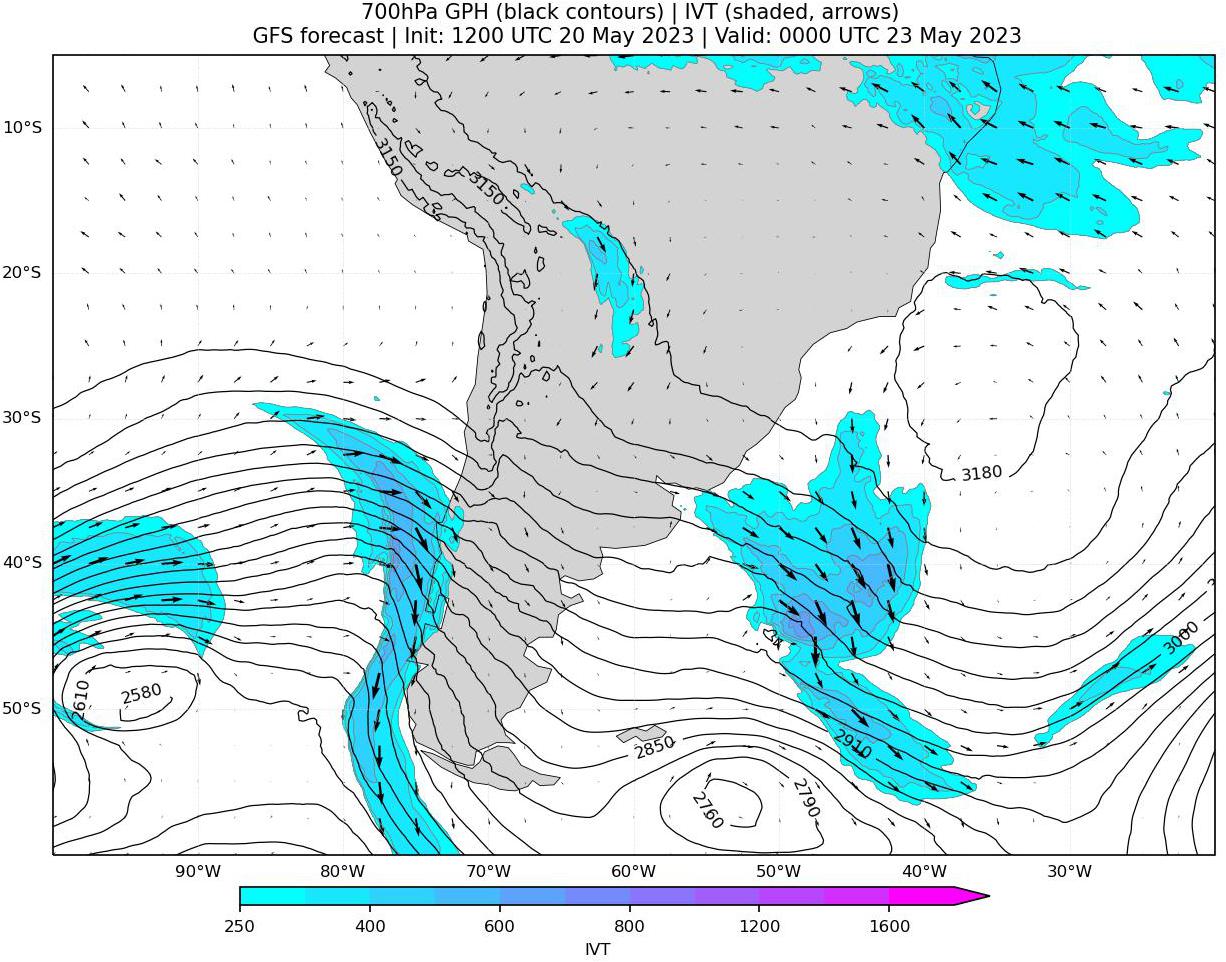 700hPa GPH (black contours) | IVT (shaded, arrows)
GFS forecast | Init: 1200 UTC 20 May 2023 | Valid: 0000 UTC 23 May 2023
10°S
20°S
30°S
40°S
50°S
3150
3150
3180
3000
2610
2580
2850
2910
2760
2790
90°W
80°W
70°W
60°W
50°W
40°W
30°W
250
400
600
800
1200
1600
IVT